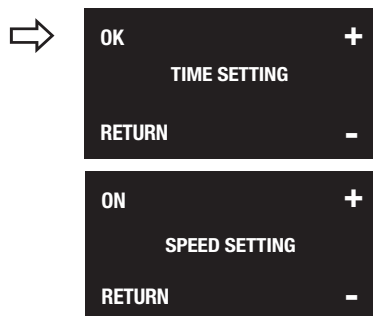 OK +
TIME SETTING
RETURN -
ON +
SPEED SETTING
RETURN -